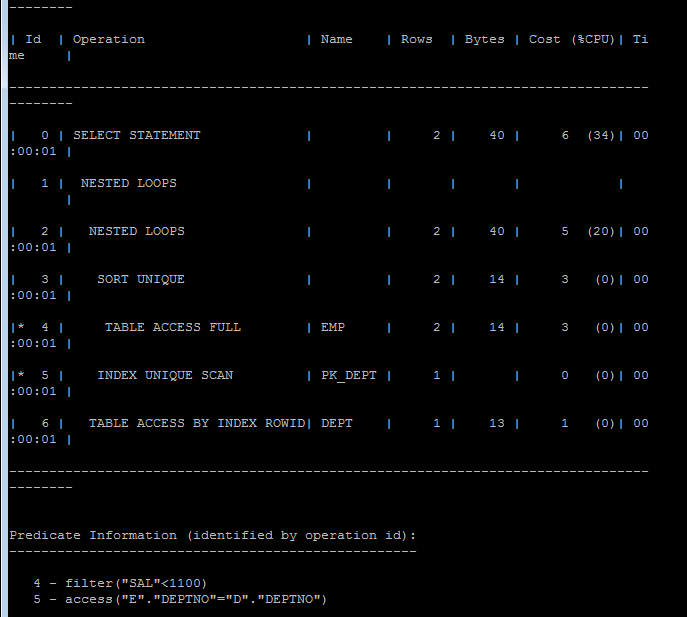 --------
| Id  | Operation                    | Name    | Rows  | Bytes | Cost (%CPU)| Ti
me      |
--------------------------------------------------------------------------------
--------
|   0 | SELECT STATEMENT             |         |     2 |    40 |     6  (34)| 00
:00:01 |
|   1 |  NESTED LOOPS                |         |       |       |            |
       |
|   2 |   NESTED LOOPS               |         |     2 |    40 |     5  (20)| 00
:00:01 |
|   3 |    SORT UNIQUE               |         |     2 |    14 |     3   (0)| 00
:00:01 |
|*  4 |     TABLE ACCESS FULL        | EMP     |     2 |    14 |     3   (0)| 00
:00:01 |
|*  5 |    INDEX UNIQUE SCAN         | PK_DEPT |     1 |       |     0   (0)| 00
:00:01 |
|   6 |   TABLE ACCESS BY INDEX ROWID| DEPT    |     1 |    13 |     1   (0)| 00
:00:01 |
--------------------------------------------------------------------------------
--------
Predicate Information (identified by operation id):
---------------------------------------------------
   4 - filter("SAL"<1100)
   5 - access("E"."DEPTNO"="D"."DEPTNO")